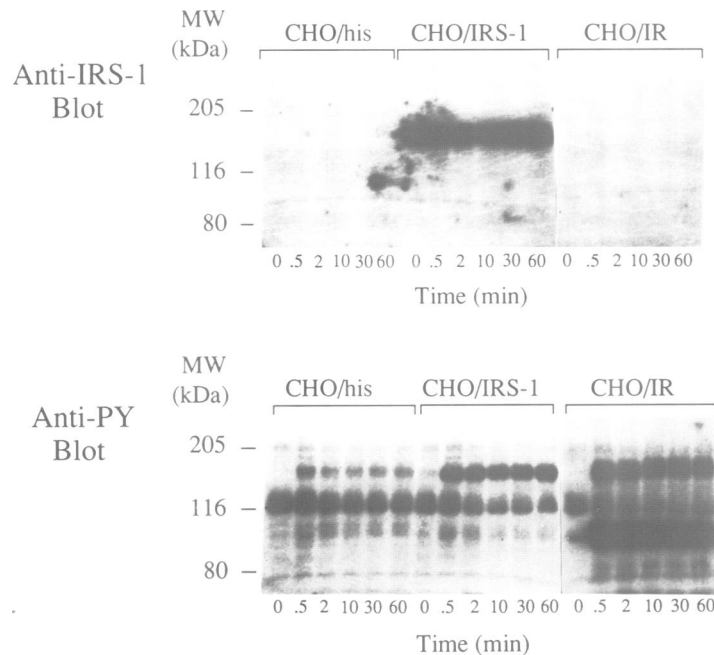 MW
(kDa)
CHO/his CHO/IRS-1 CHO/IR
Anti-IRS-1
Blot
205 –
116 –
80 –
0 .5 2 10 30 60 0 .5 2 10 30 60 0 .5 2 10 30 60
Time (min)
MW
(kDa)
CHO/his CHO/IRS-1 CHO/IR
Anti-PY
Blot
205 –
116 –
80 –
0 .5 2 10 30 60 0 .5 2 10 30 60 0 .5 2 10 30 60
Time (min)